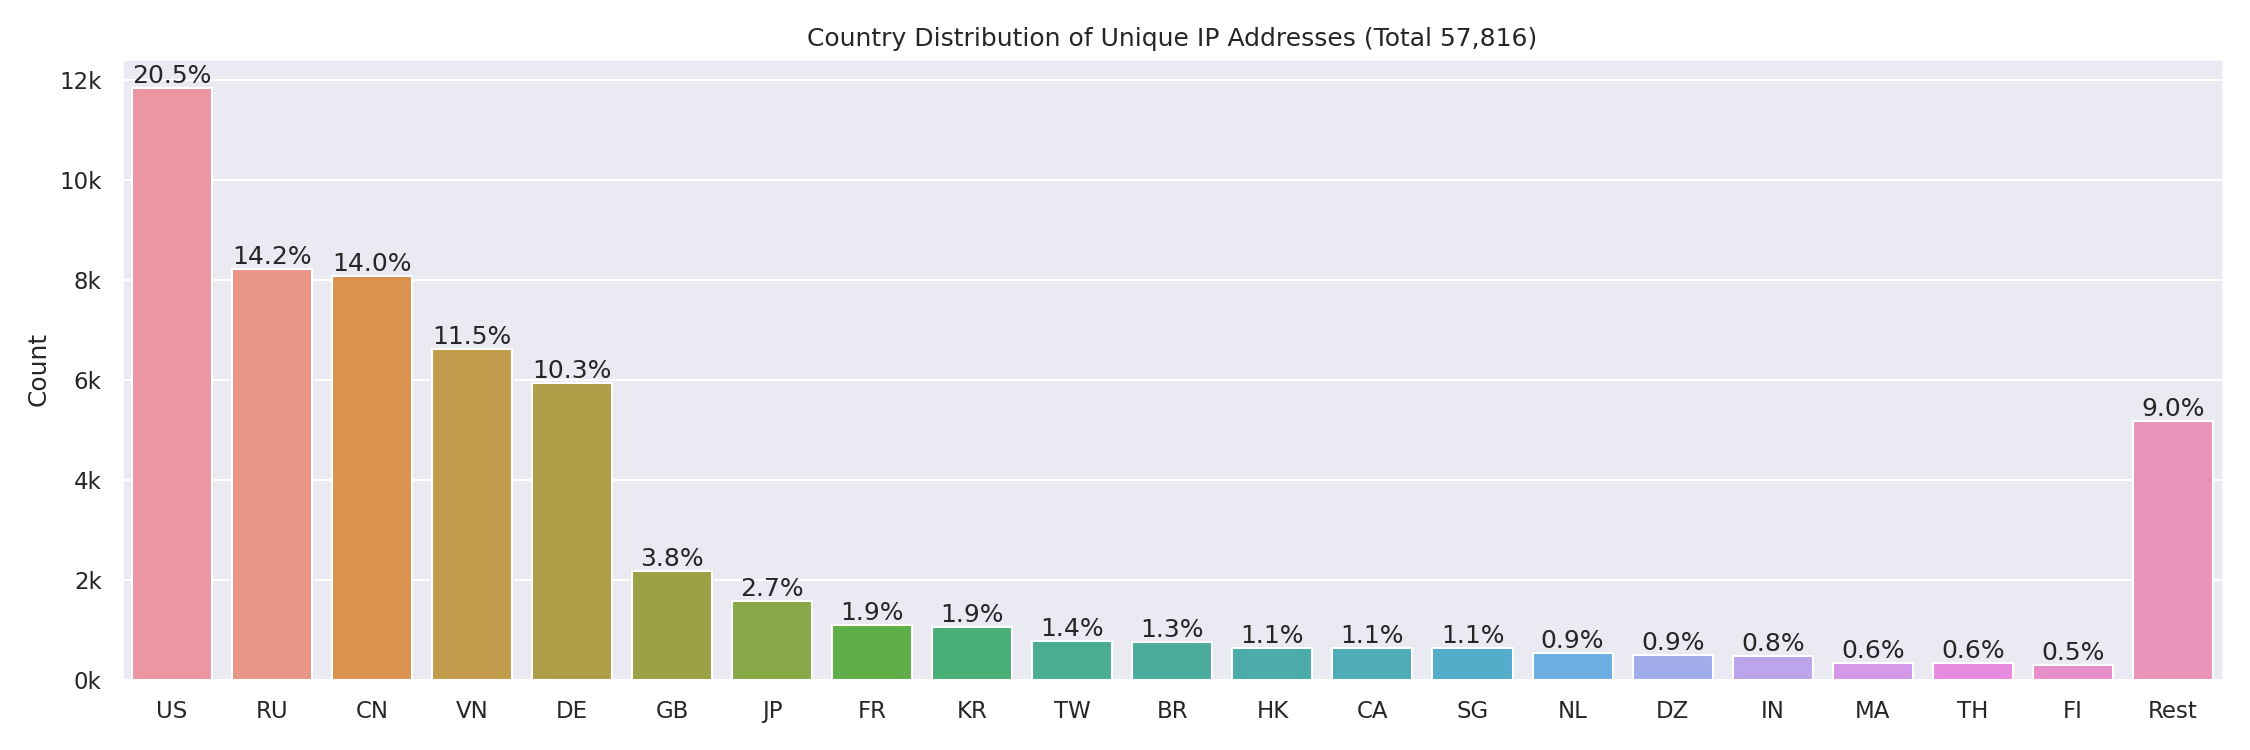 Country Distribution of Unique IP Addresses (Total 57,816)
Count
12k
10k
8k
6k
4k
2k
0k
20.5%
14.2%
14.0%
11.5%
10.3%
3.8%
2.7%
1.9%
1.9%
1.4%
1.3%
1.1%
1.1%
1.1%
0.9%
0.9%
0.8%
0.6%
0.6%
0.5%
9.0%
US RU CN VN DE GB JP FR KR TW BR HK CA SG NL DZ IN MA TH FI Rest